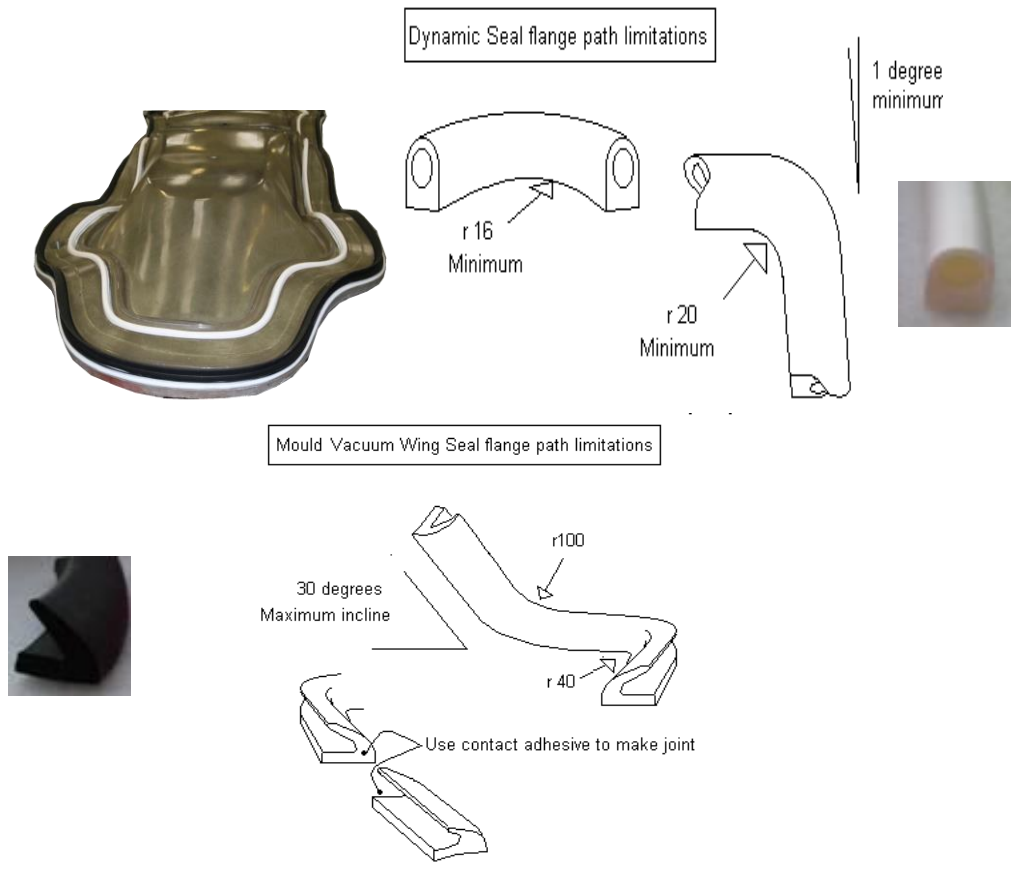 Dynamic Seal flange path limitations
1 degree
minimum
r 16
Minimum
r 20
Minimum
Mould Vacuum Wing Seal flange path limitations
r100
30 degrees
Maximum incline
r 40
Use contact adhesive to make joint